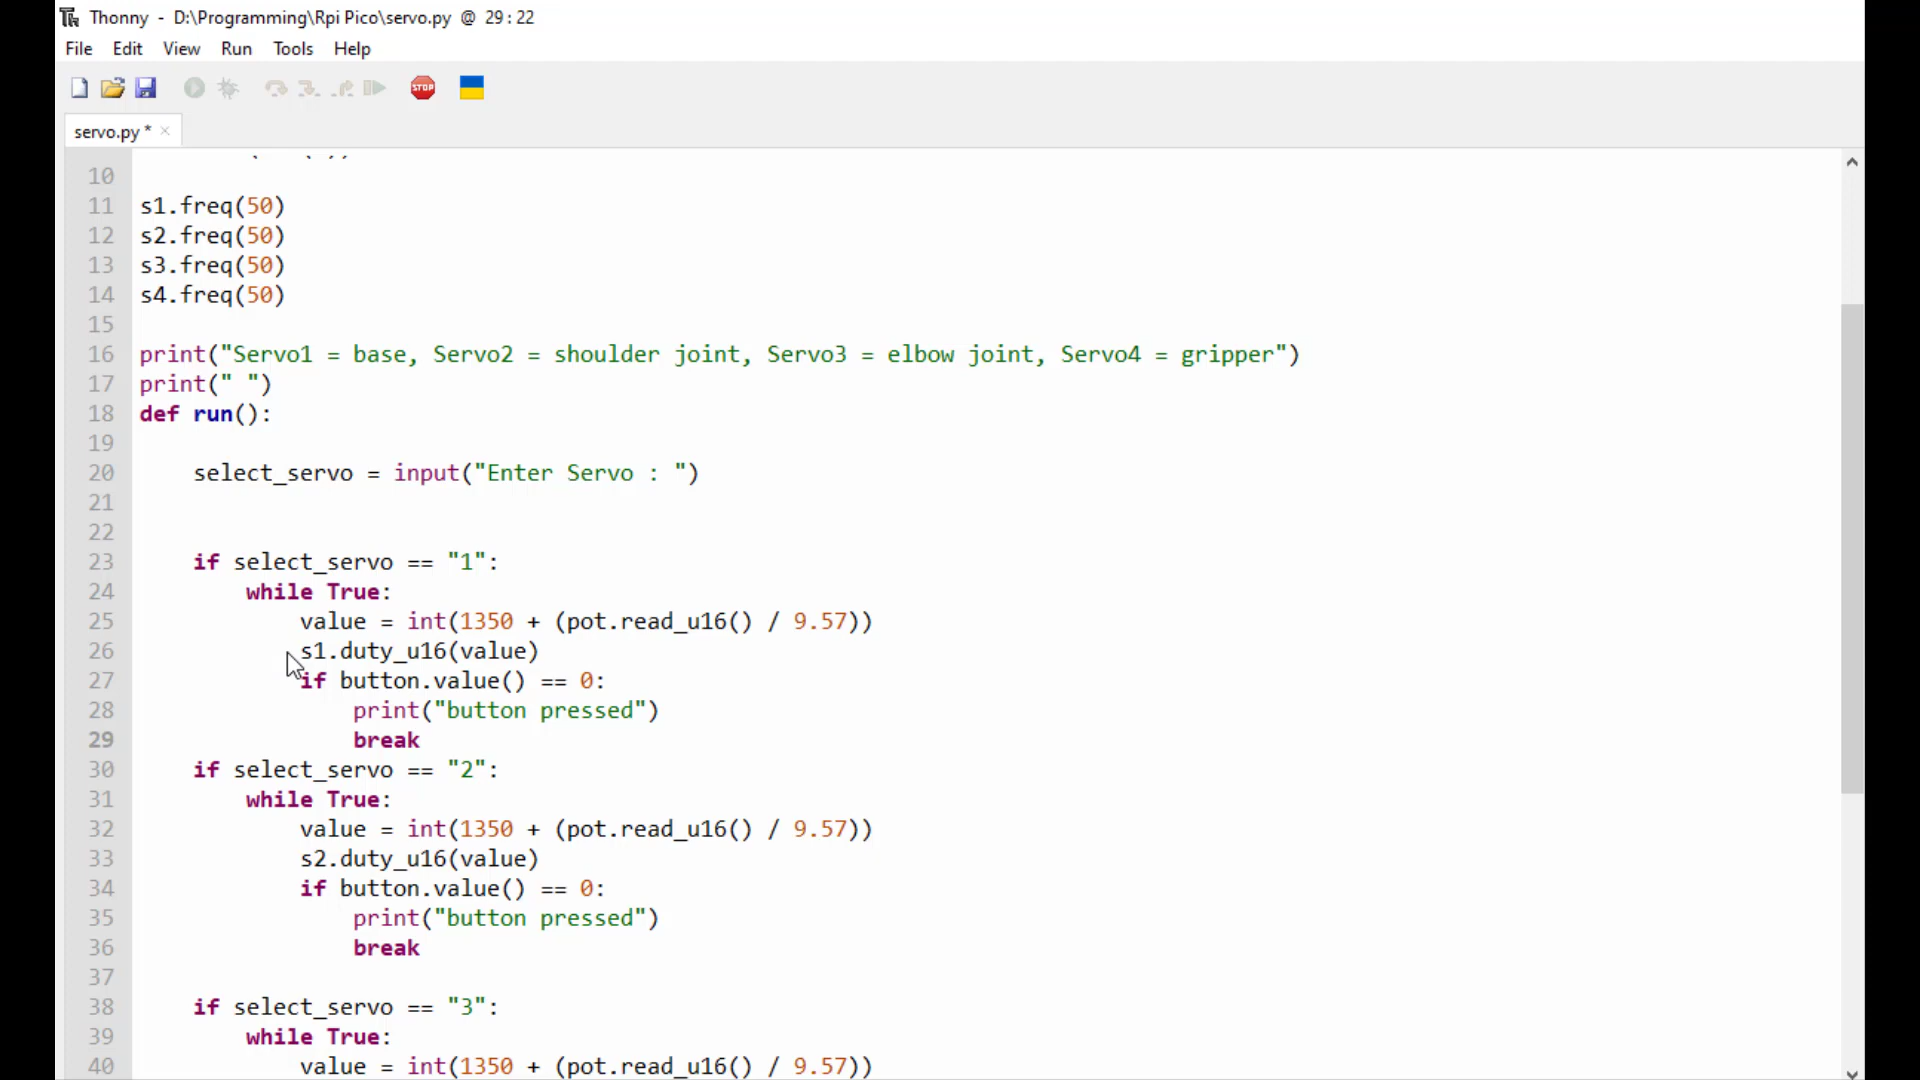 Thonny - D:\Programming\Rpi Pico\servo.py @ 29:22
File Edit View Run Tools Help
STOP
servo.py *
10
11 s1.freq(50)
12 s2.freq(50)
13 s3.freq(50)
14 s4.freq(50)
15
16 print("Servo1 = base, Servo2 = shoulder joint, Servo3 = elbow joint, Servo4 = gripper")
17 print(" ")
18 def run():
19
20 select_servo = input("Enter Servo : ")
21
22
23 if select_servo == "1":
24 while True:
25 value = int(1350 + (pot.read_u16() / 9.57))
26 s1.duty_u16(value)
27 if button.value() == 0:
28 print("button pressed")
29 break
30 if select_servo == "2":
31 while True:
32 value = int(1350 + (pot.read_u16() / 9.57))
33 s2.duty_u16(value)
34 if button.value() == 0:
35 print("button pressed")
36 break
37
38 if select_servo == "3":
39 while True:
40 value = int(1350 + (pot.read_u16() / 9.57))